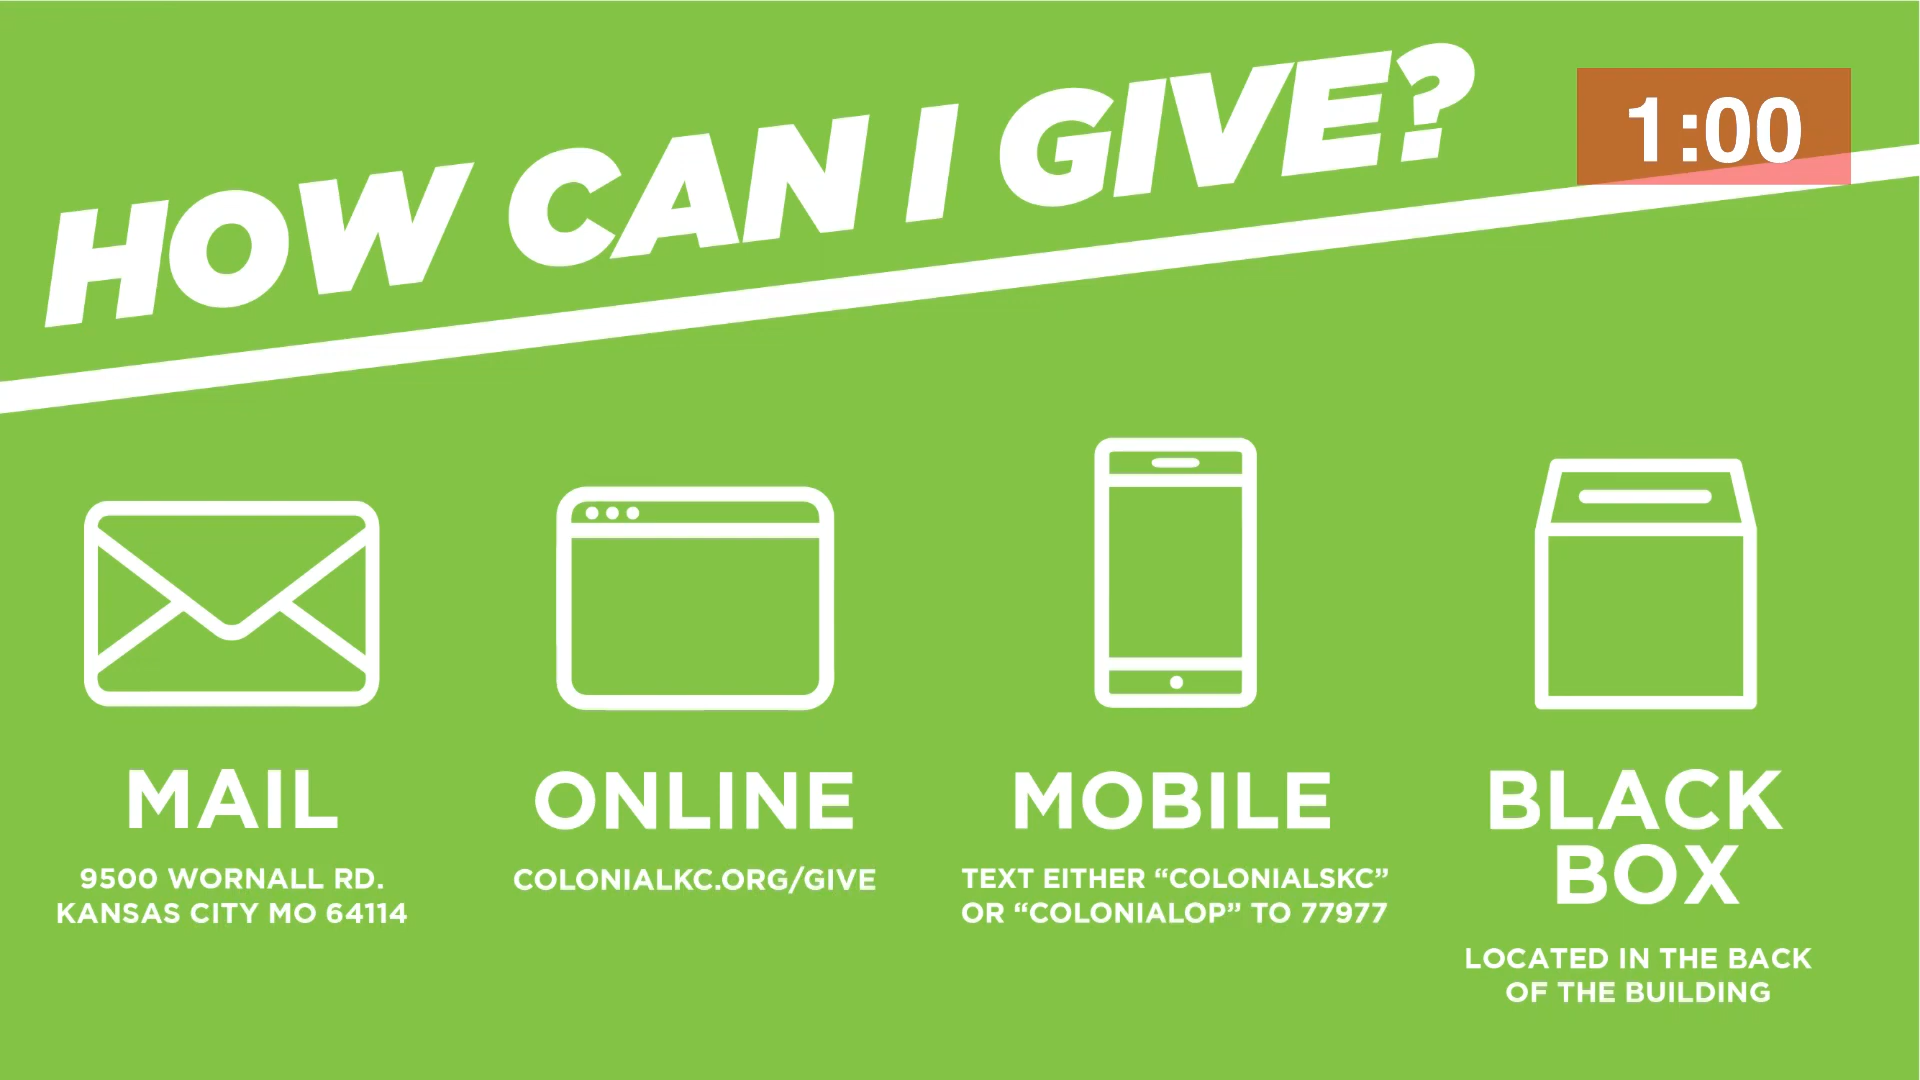 HOW CAN I GIVE?
1:00
MAIL
9500 WORNALL RD.
KANSAS CITY MO 64114
ONLINE
COLONIALKC.ORG/GIVE
MOBILE
TEXT EITHER “COLONIALSKC”
OR “COLONIALOP” TO 77977
BLACK
BOX
LOCATED IN THE BACK
OF THE BUILDING